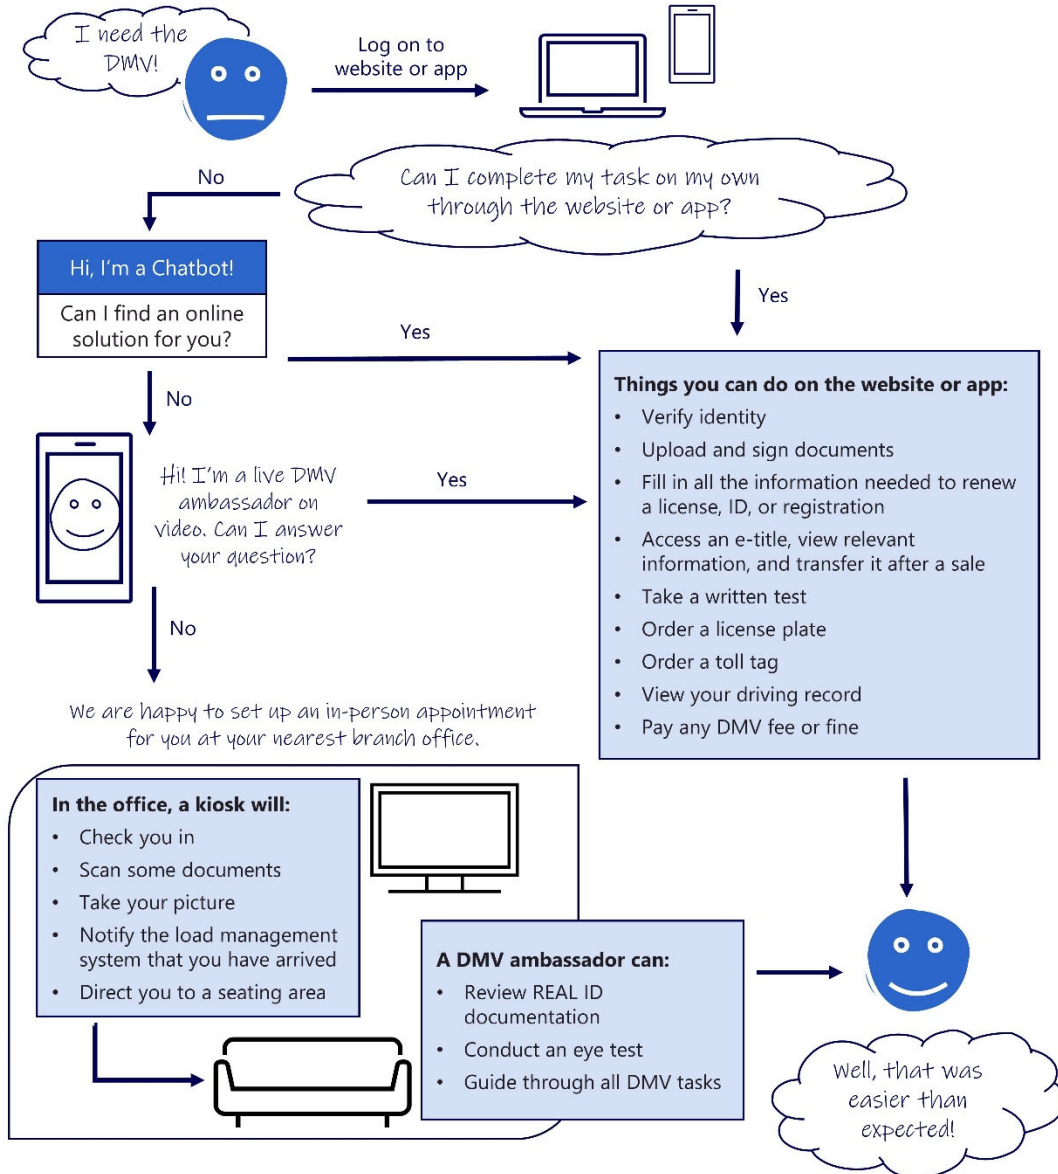 I need the
DMV!
Log on to
website or app
Can I complete my task on my own
through the website or app?
No
Yes
Hi, I'm a Chatbot!
Can I find an online
solution for you?
Yes
No
Hi! I'm a live DMV
ambassador on
video. Can I answer
your question?
Yes
No
Things you can do on the website or app:
• Verify identity
• Upload and sign documents
• Fill in all the information needed to renew
a license, ID, or registration
• Access an e-title, view relevant
information, and transfer it after a sale
• Take a written test
• Order a license plate
• Order a toll tag
• View your driving record
• Pay any DMV fee or fine
We are happy to set up an in-person appointment
for you at your nearest branch office.
In the office, a kiosk will:
• Check you in
• Scan some documents
• Take your picture
• Notify the load management
system that you have arrived
• Direct you to a seating area
A DMV ambassador can:
• Review REAL ID
documentation
• Conduct an eye test
• Guide through all DMV tasks
Well, that was
easier than
expected!